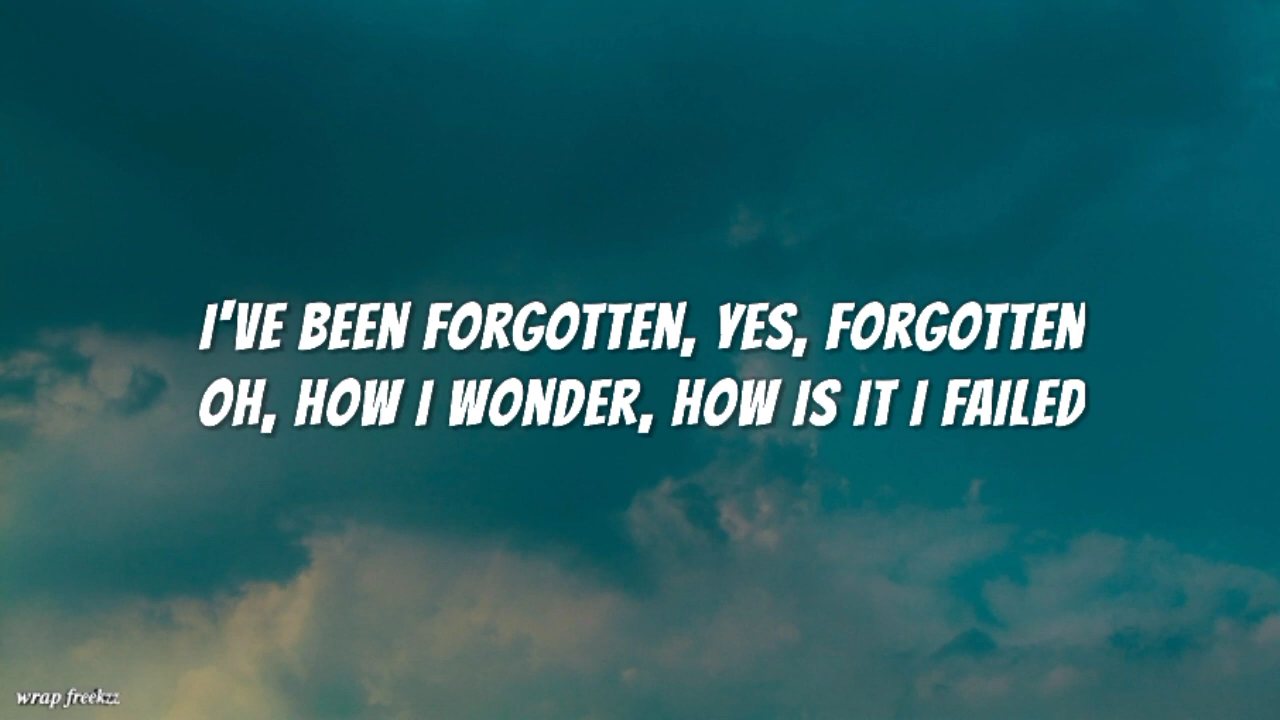 I'VE BEEN FORGOTTEN, YES, FORGOTTEN
OH, HOW I WONDER, HOW IS IT I FAILED
wrap freekzz